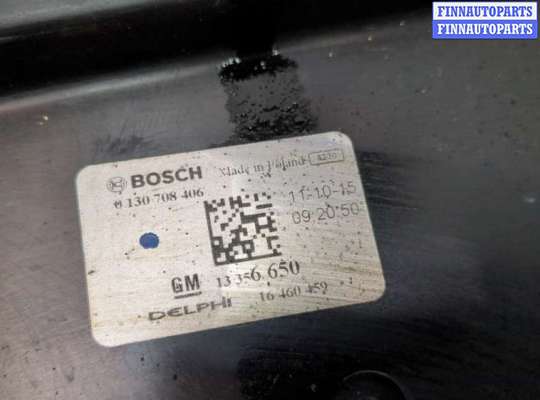 FINNAUTOPARTS
FINNAUTOPARTS
BOSCH
Made in Poland
0 130 708 406
11-10-15
09:20:50
GM 13 356 650
DELPHI 16 460 459